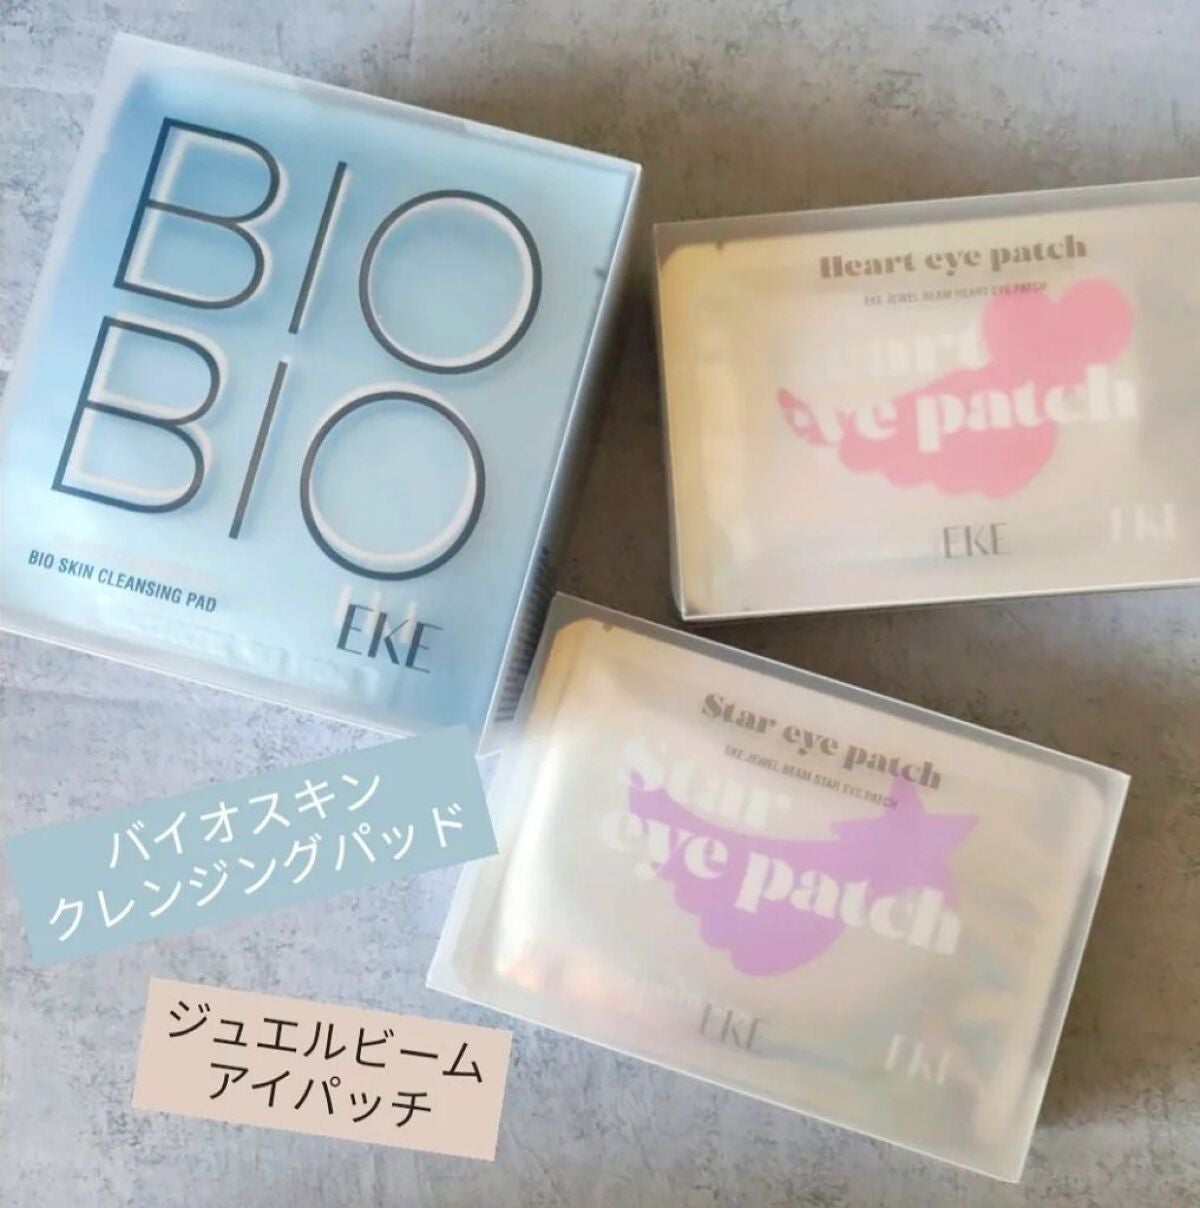 BIO
BIO
BIO SKIN CLEANSING PAD
EKE
Heart eye patch
EKE JEWEL BEAM HEART EYE PATCH
eye patch
EKE
EKE
Star eye patch
EKE JEWEL BEAM STAR EYE PATCH
Star
eye patch
EKE
EKE
バイオスキン
クレンジングパッド
ジュエルビーム
アイパッチ